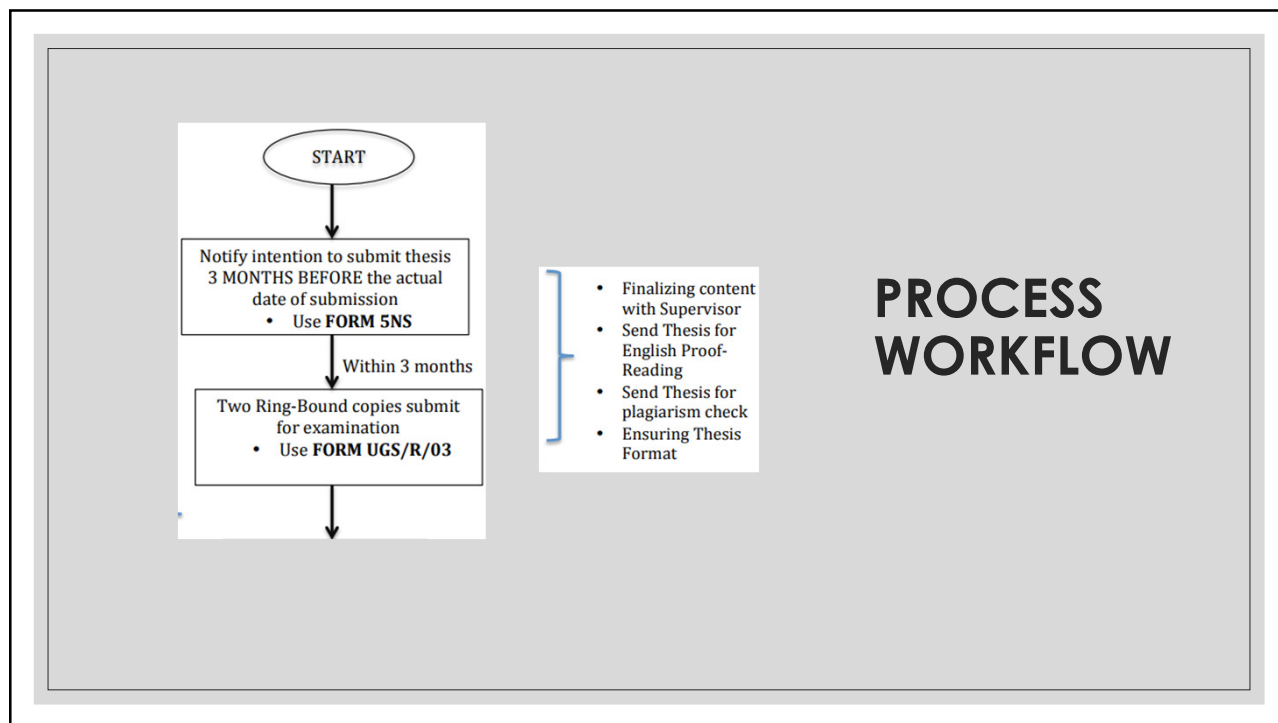 START
Notify intention to submit thesis
3 MONTHS BEFORE the actual
date of submission
• Use FORM 5NS
Within 3 months
Two Ring-Bound copies submit
for examination
• Use FORM UGS/R/03
• Finalizing content
with Supervisor
• Send Thesis for
English Proof-
Reading
• Send Thesis for
plagiarism check
• Ensuring Thesis
Format
PROCESS
WORKFLOW